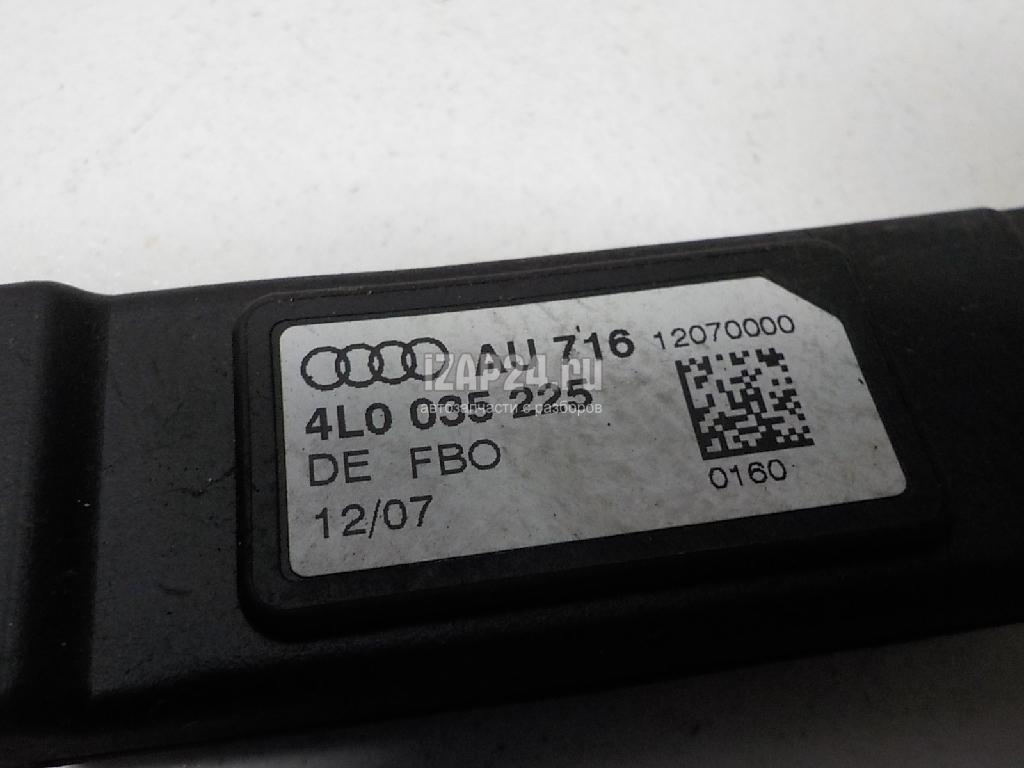 AU 716 12070000
4L0 035 225
DE FBO
12/07
0160
IZAP24.ru
автозапчасти с разборов